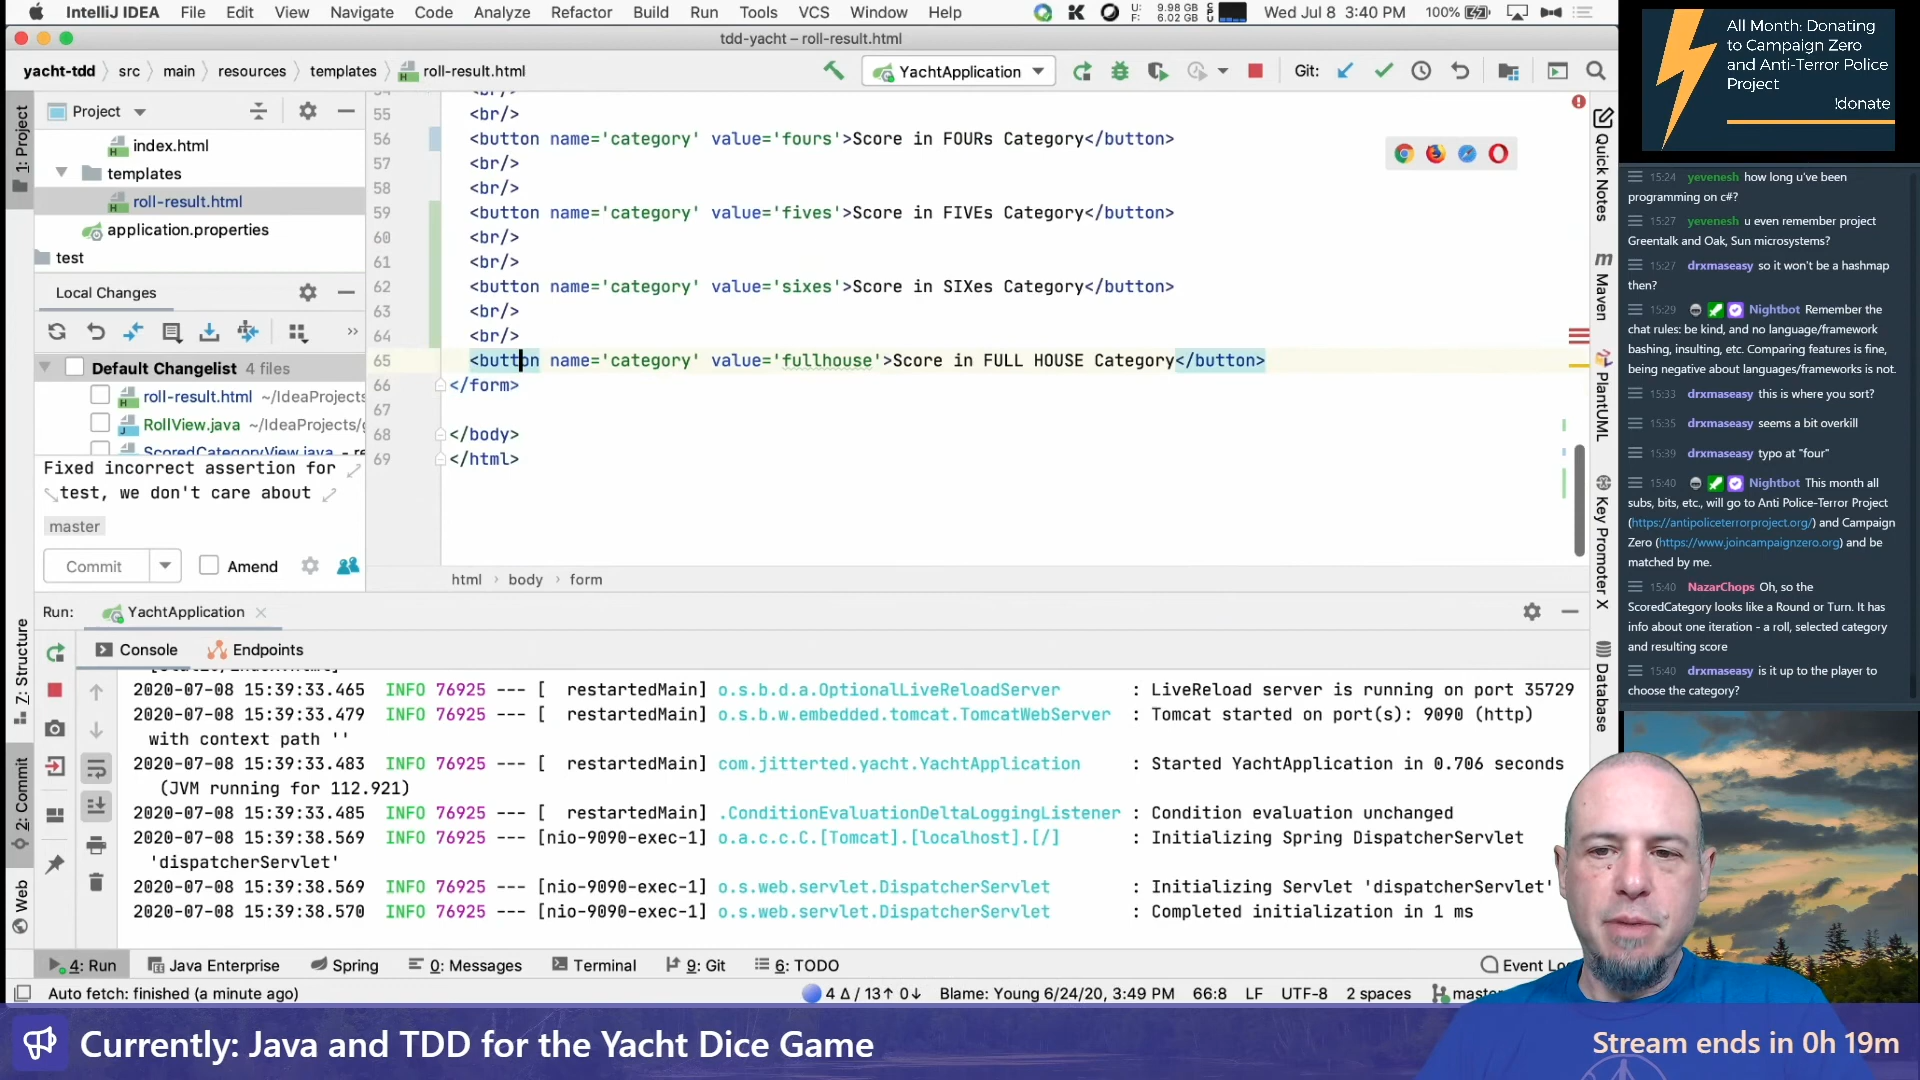 IntelliJ IDEA File Edit View Navigate Code Analyze Refactor Build Run Tools VCS Window Help
U: 9.98 GB
F: 6.02 GB
Wed Jul 8 3:40 PM 100%
tdd-yacht – roll-result.html
yacht-tdd › src › main › resources › templates › roll-result.html
YachtApplication
Git:
1: Project
Project
index.html
templates
roll-result.html
application.properties
test
Local Changes
Default Changelist 4 files
roll-result.html ~/IdeaProjects
RollView.java ~/IdeaProjects/
ScoredCategoryView.java
Fixed incorrect assertion for
test, we don't care about
master
Commit
Amend
55 <br/>
56 <button name='category' value='fours'>Score in FOURs Category</button>
57 <br/>
58 <br/>
59 <button name='category' value='fives'>Score in FIVEs Category</button>
60 <br/>
61 <br/>
62 <button name='category' value='sixes'>Score in SIXes Category</button>
63 <br/>
64 <br/>
65 <button name='category' value='fullhouse'>Score in FULL HOUSE Category</button>
66 </form>
67
68 </body>
69 </html>
html › body › form
Quick Notes
Maven
PlantUML
Key Promoter X
Database
Run: YachtApplication
Console Endpoints
7: Structure
2: Commit
Web
2020-07-08 15:39:33.465 INFO 76925 --- [ restartedMain] o.s.b.d.a.OptionalLiveReloadServer : LiveReload server is running on port 35729
2020-07-08 15:39:33.479 INFO 76925 --- [ restartedMain] o.s.b.w.embedded.tomcat.TomcatWebServer : Tomcat started on port(s): 9090 (http)
with context path ''
2020-07-08 15:39:33.483 INFO 76925 --- [ restartedMain] com.jitterted.yacht.YachtApplication : Started YachtApplication in 0.706 seconds
(JVM running for 112.921)
2020-07-08 15:39:33.485 INFO 76925 --- [ restartedMain] .ConditionEvaluationDeltaLoggingListener : Condition evaluation unchanged
2020-07-08 15:39:38.569 INFO 76925 --- [nio-9090-exec-1] o.a.c.c.C.[Tomcat].[localhost].[/] : Initializing Spring DispatcherServlet
'dispatcherServlet'
2020-07-08 15:39:38.569 INFO 76925 --- [nio-9090-exec-1] o.s.web.servlet.DispatcherServlet : Initializing Servlet 'dispatcherServlet'
2020-07-08 15:39:38.570 INFO 76925 --- [nio-9090-exec-1] o.s.web.servlet.DispatcherServlet : Completed initialization in 1 ms
4: Run Java Enterprise Spring 0: Messages Terminal 9: Git 6: TODO Event Lo
Auto fetch: finished (a minute ago) 4 Δ / 13↑ 0↓ Blame: Young 6/24/20, 3:49 PM 66:8 LF UTF-8 2 spaces mast
All Month: Donating
to Campaign Zero
and Anti-Terror Police
Project
!donate
15:24 yevenesh how long u've been
programming on c#?
15:27 yevenesh u even remember project
Greentalk and Oak, Sun microsystems?
15:27 drxmaseasy so it won't be a hashmap
then?
15:29 Nightbot Remember the
chat rules: be kind, and no language/framework
bashing, insulting, etc. Comparing features is fine,
being negative about languages/frameworks is not.
15:33 drxmaseasy this is where you sort?
15:35 drxmaseasy seems a bit overkill
15:39 drxmaseasy typo at "four"
15:40 Nightbot This month all
subs, bits, etc., will go to Anti Police-Terror Project
(https://antipoliceterrorproject.org/) and Campaign
Zero (https://www.joincampaignzero.org) and be
matched by me.
15:40 NazarChops Oh, so the
ScoredCategory looks like a Round or Turn. It has
info about one iteration - a roll, selected category
and resulting score
15:40 drxmaseasy is it up to the player to
choose the category?
Currently: Java and TDD for the Yacht Dice Game
Stream ends in 0h 19m